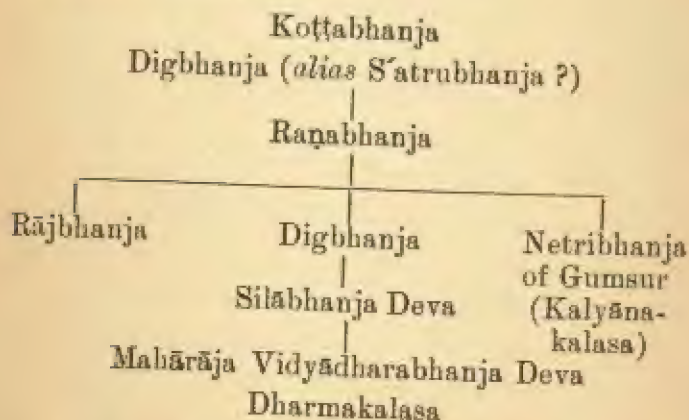 Koṭṭabhanja
Digbhanja (alias S´atrubhanja ?)
Raṇabhanja
Rājbhanja
Digbhanja
Netribhanja
of Gumsur
(Kalyāna-
kalasa)
Silābhanja Deva
Mahārāja Vidyādharabhanja Deva
Dharmakalasa